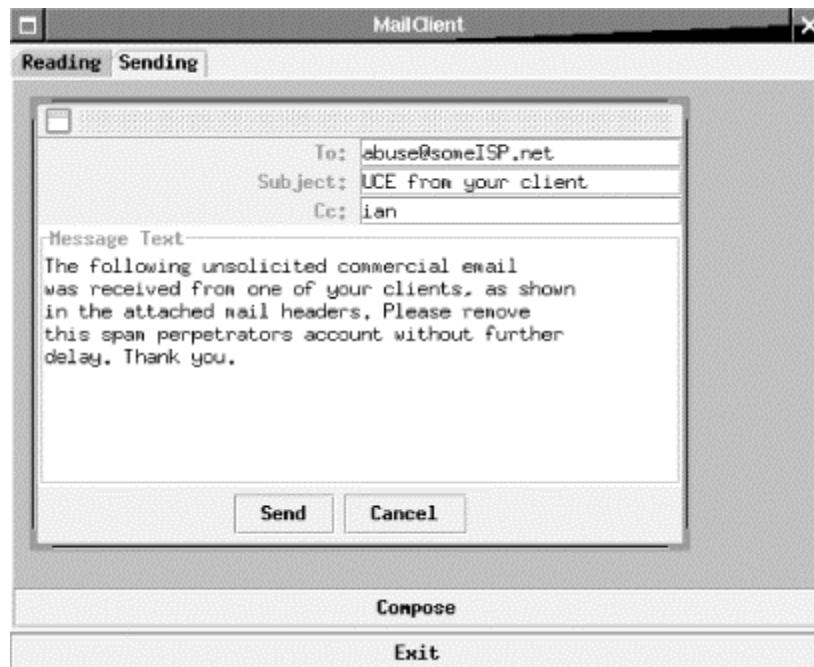 MailClient
Reading Sending
To: abuse@someISP.net
Subject: UCE from your client
Cc: ian
Message Text
The following unsolicited commercial email
was received from one of your clients, as shown
in the attached mail headers. Please remove
this spam perpetrators account without further
delay. Thank you.
Send Cancel
Compose
Exit